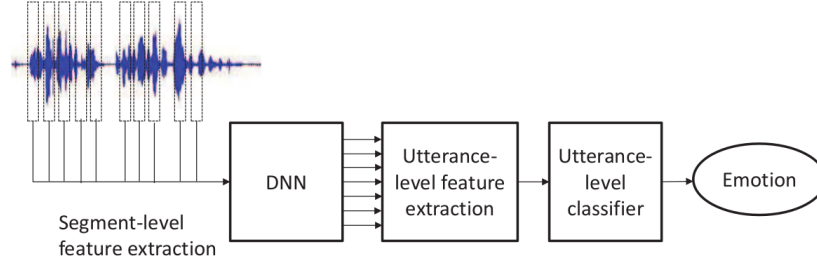 Segment-level
feature extraction
DNN
Utterance-
level feature
extraction
Utterance-
level
classifier
Emotion